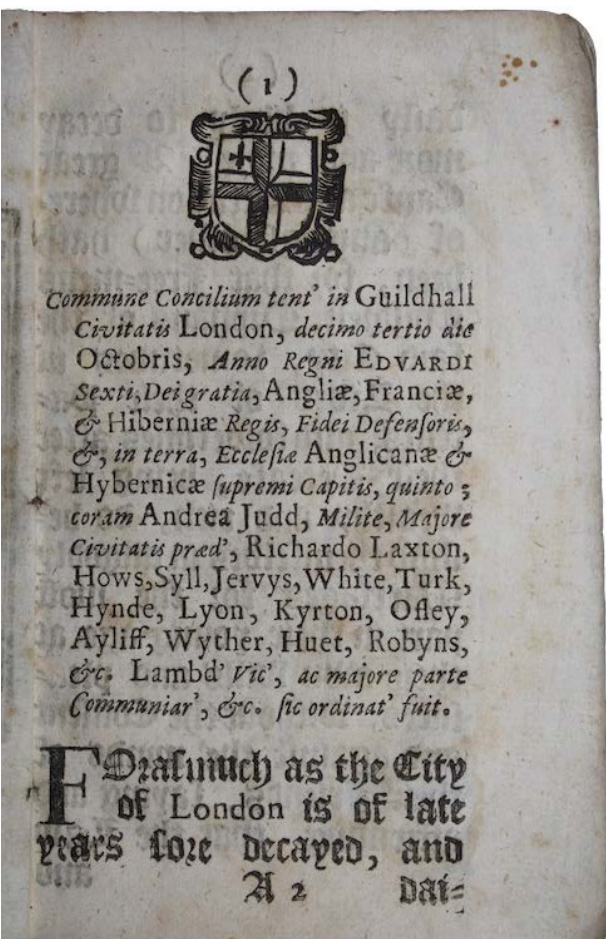 ( 1 )
Commune Concilium tent’ in Guildhall
Civitatis London, decimo tertio die
Octobris, Anno Regni EDVARDI
Sexti, Dei gratia, Angliæ, Franciæ,
& Hiberniæ Regis, Fidei Defenſoris,
&, in terra, Eccleſiæ Anglicanæ &
Hybernicæ ſupremi Capitis, quinto ;
coram Andrea Judd, Milite, Majore
Civitatis præd’, Richardo Laxton,
Hows, Syll, Jervys, White, Turk,
Hynde, Lyon, Kyrton, Ofley,
Ayliff, Wyther, Huet, Robyns,
&c. Lambd’ Vic’, ac majore parte
Communiar’, &c. ſic ordinat’ fuit.
FOraſmuch as the City
of London is of late
years ſore decayed, and
A 2 dai-